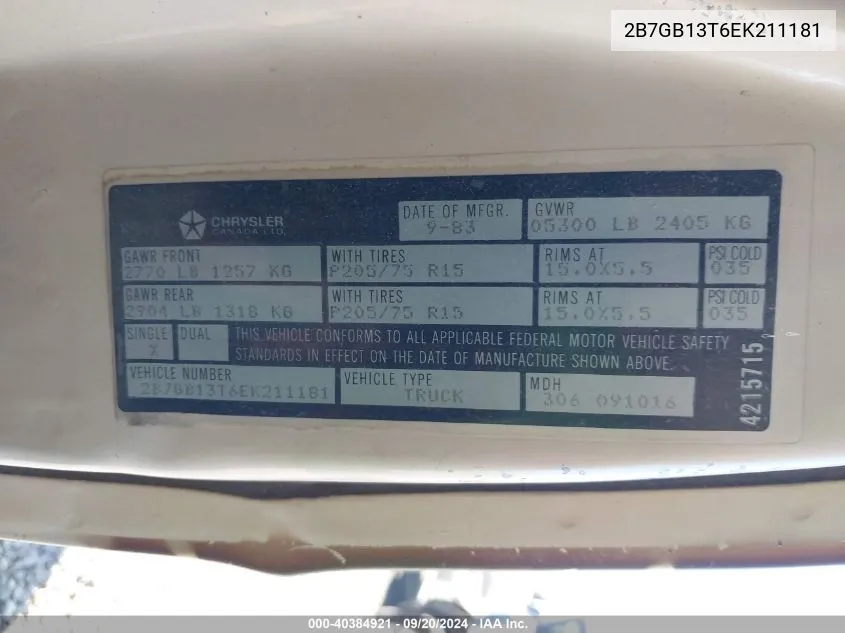 2B7GB13T6EK211181
CHRYSLER
CANADA LTD.
DATE OF MFGR.
9-83
GVWR
05300 LB 2405 KG
GAWR FRONT
2770 LB 1257 KG
WITH TIRES
P205/75 R15
RIMS AT
15.0X5.5
PSI COLD
035
GAWR REAR
2904 LB 1318 KG
WITH TIRES
P205/75 R15
RIMS AT
15.0X5.5
PSI COLD
035
SINGLE
X
DUAL
THIS VEHICLE CONFORMS TO ALL APPLICABLE FEDERAL MOTOR VEHICLE SAFETY
STANDARDS IN EFFECT ON THE DATE OF MANUFACTURE SHOWN ABOVE.
VEHICLE NUMBER
2B7GB13T6EK211181
VEHICLE TYPE
TRUCK
MDH
306 091016
4215715
000-40384921 - 09/20/2024 - IAA Inc.